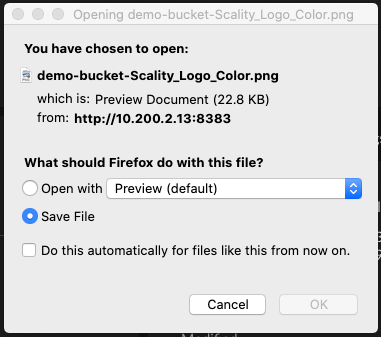 Opening demo-bucket-Scality_Logo_Color.png
You have chosen to open:
demo-bucket-Scality_Logo_Color.png
which is: Preview Document (22.8 KB)
from: http://10.200.2.13:8383
What should Firefox do with this file?
Open with Preview (default)
Save File
Do this automatically for files like this from now on.
Cancel OK